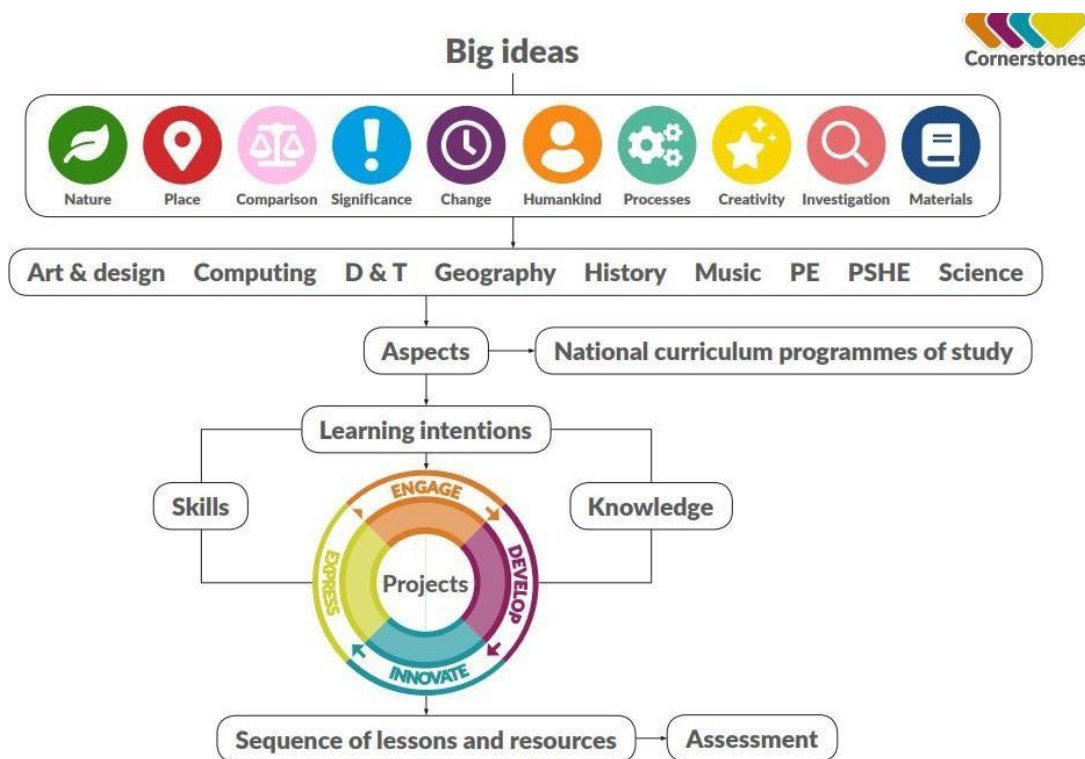 Cornerstones
Big ideas
Nature Place Comparison Significance Change Humankind Processes Creativity Investigation Materials
Art & design Computing D & T Geography History Music PE PSHE Science
Aspects National curriculum programmes of study
Learning intentions
Skills Knowledge
ENGAGE
DEVELOP
INNOVATE
EXPRESS
Projects
Sequence of lessons and resources Assessment